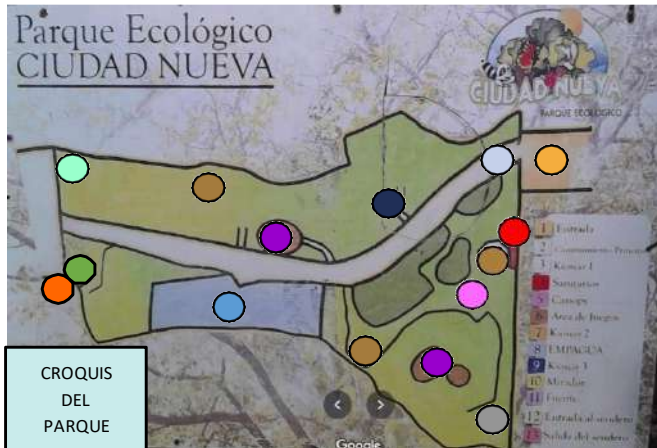 Parque Ecológico
CIUDAD NUEVA
CIUDAD NUEVA
PARQUE ECOLÓGICO
1 Entrada
2
3 Kiosco 1
Sanitarios
5 Canopy
6 Area de Juegos
7 Kiosco 2
8 EMPAGUA
9 Kiosco 3
10 Mirador
11 Fuente
12 Entrada al sendero
13 Salida del sendero
CROQUIS
DEL
PARQUE
Google